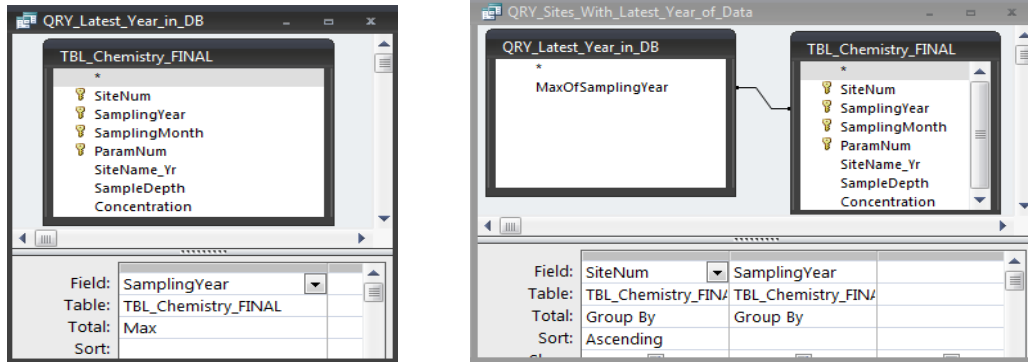 QRY_Latest_Year_in_DB
TBL_Chemistry_FINAL
*
SiteNum
SamplingYear
SamplingMonth
ParamNum
SiteName_Yr
SampleDepth
Concentration
Field: SamplingYear
Table: TBL_Chemistry_FINAL
Total: Max
Sort:
QRY_Sites_With_Latest_Year_of_Data
QRY_Latest_Year_in_DB
*
MaxOfSamplingYear
TBL_Chemistry_FINAL
*
SiteNum
SamplingYear
SamplingMonth
ParamNum
SiteName_Yr
SampleDepth
Concentration
Field: SiteNum SamplingYear
Table: TBL_Chemistry_FINA TBL_Chemistry_FINA
Total: Group By Group By
Sort: Ascending